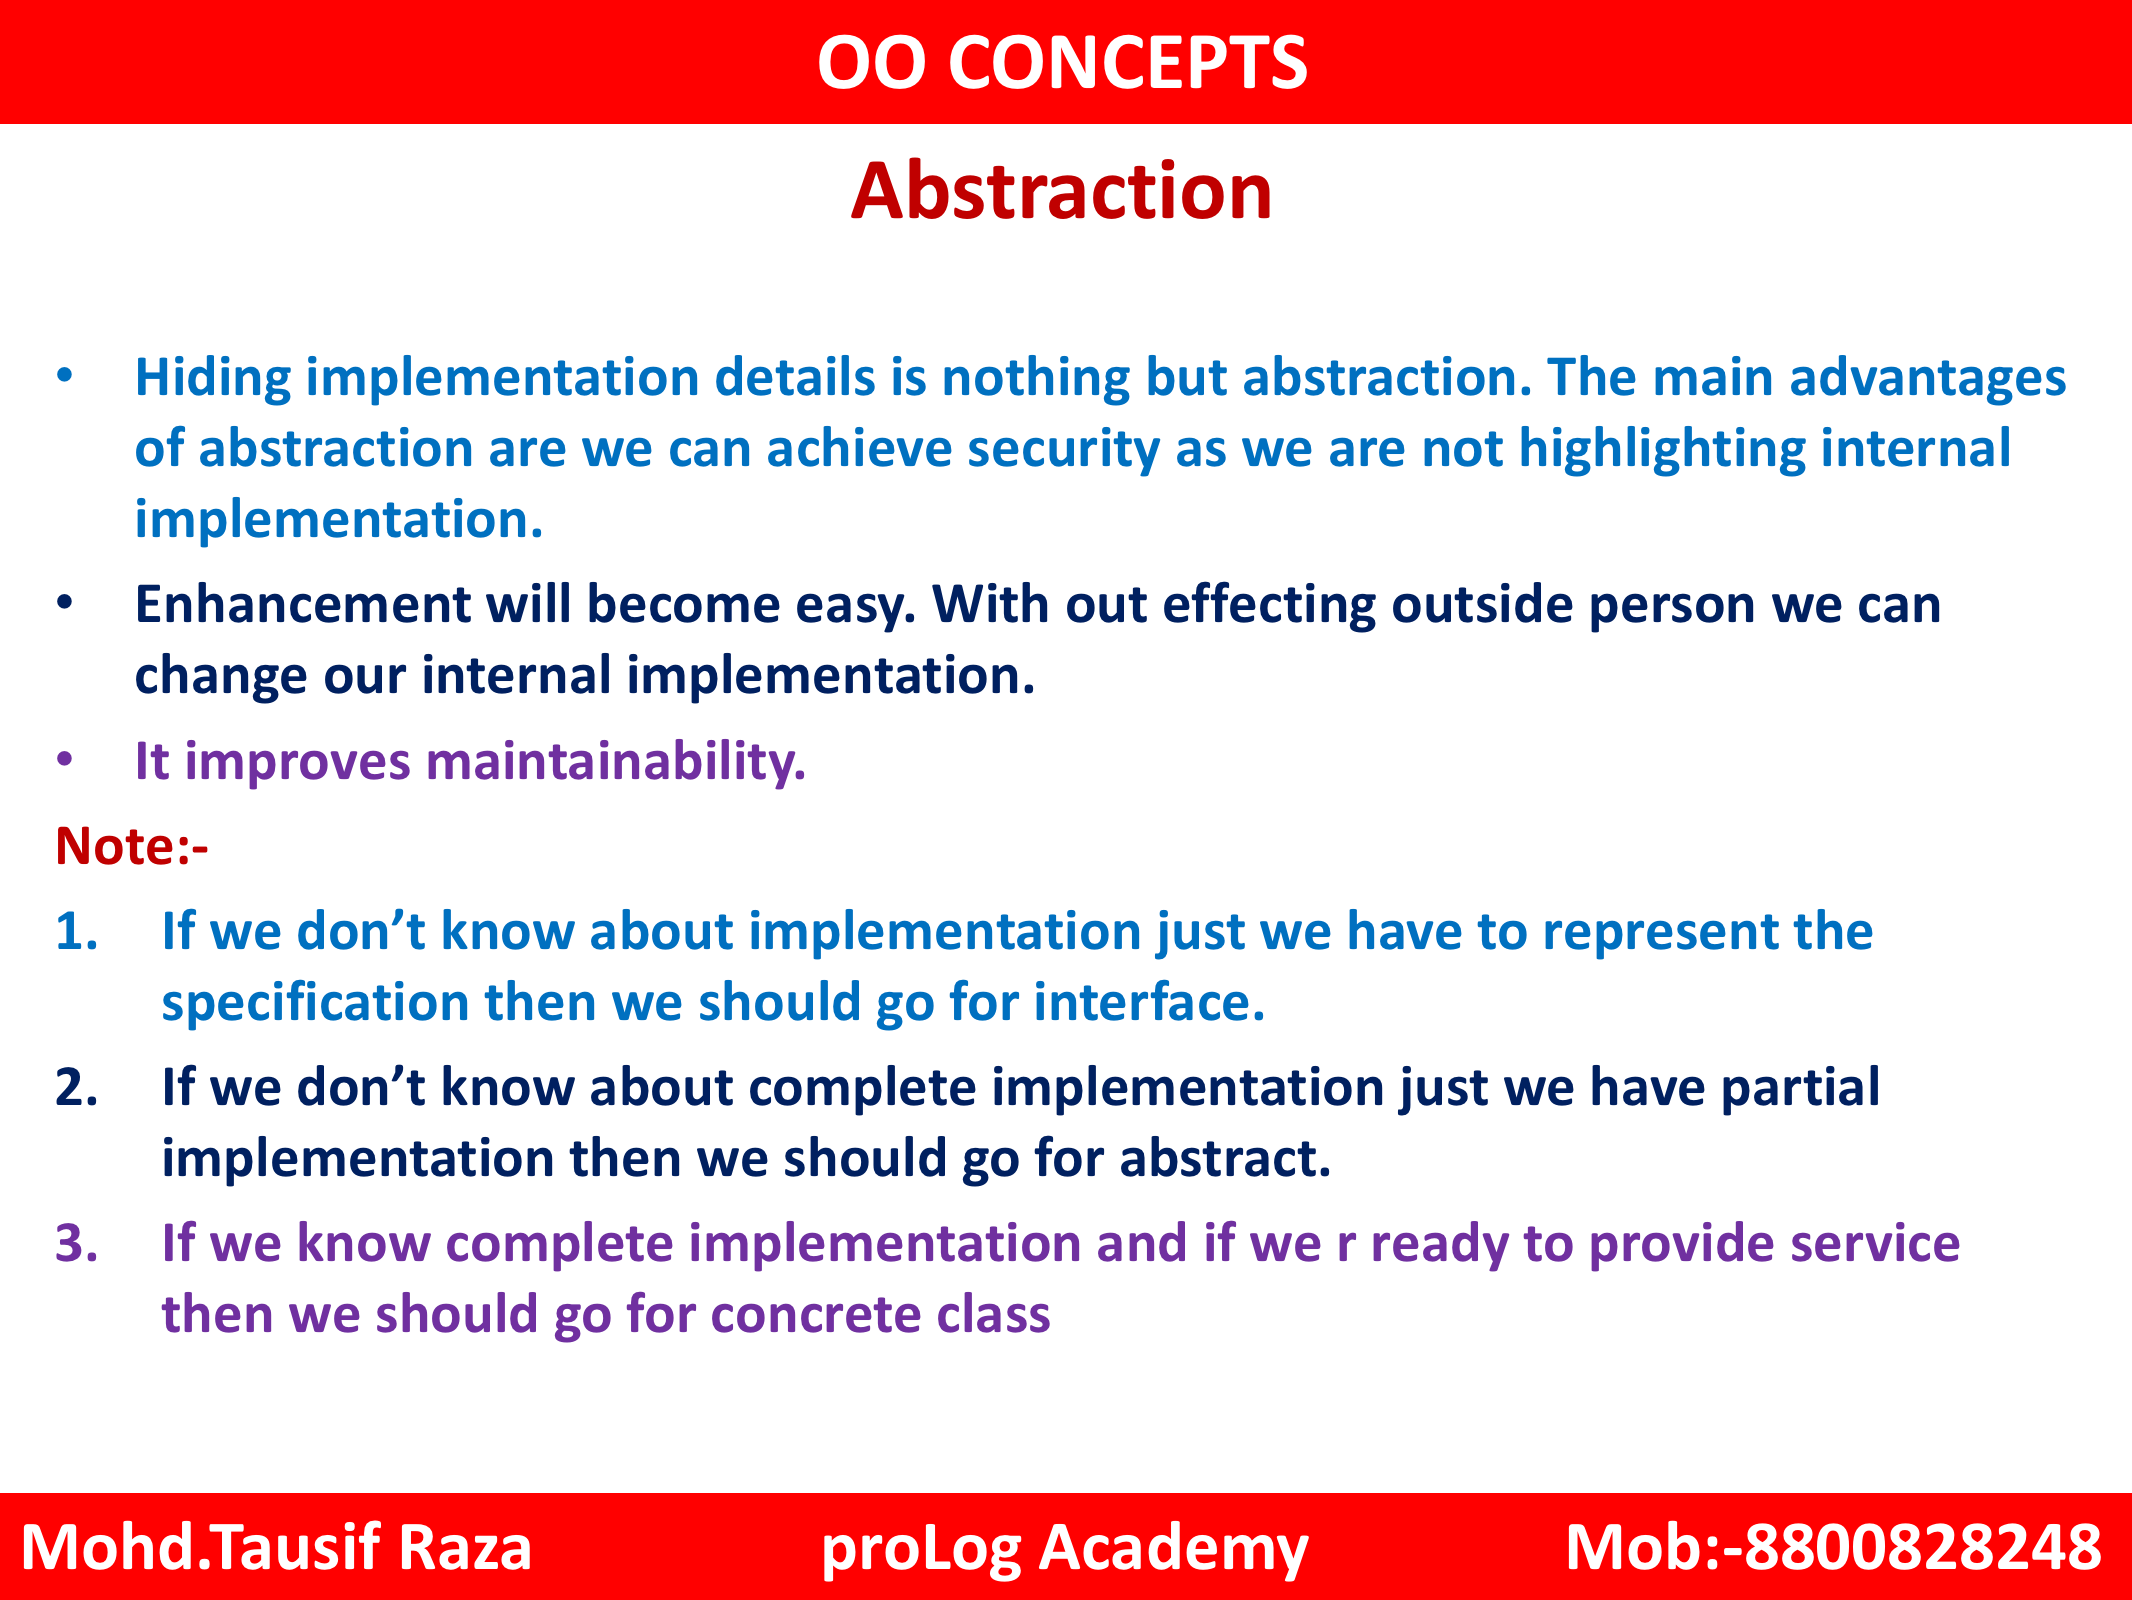 OO CONCEPTS
Abstraction
• Hiding implementation details is nothing but abstraction. The main advantages
of abstraction are we can achieve security as we are not highlighting internal
implementation.
• Enhancement will become easy. With out effecting outside person we can
change our internal implementation.
• It improves maintainability.
Note:-
1. If we don’t know about implementation just we have to represent the
specification then we should go for interface.
2. If we don’t know about complete implementation just we have partial
implementation then we should go for abstract.
3. If we know complete implementation and if we r ready to provide service
then we should go for concrete class
Mohd.Tausif Raza proLog Academy Mob:-8800828248